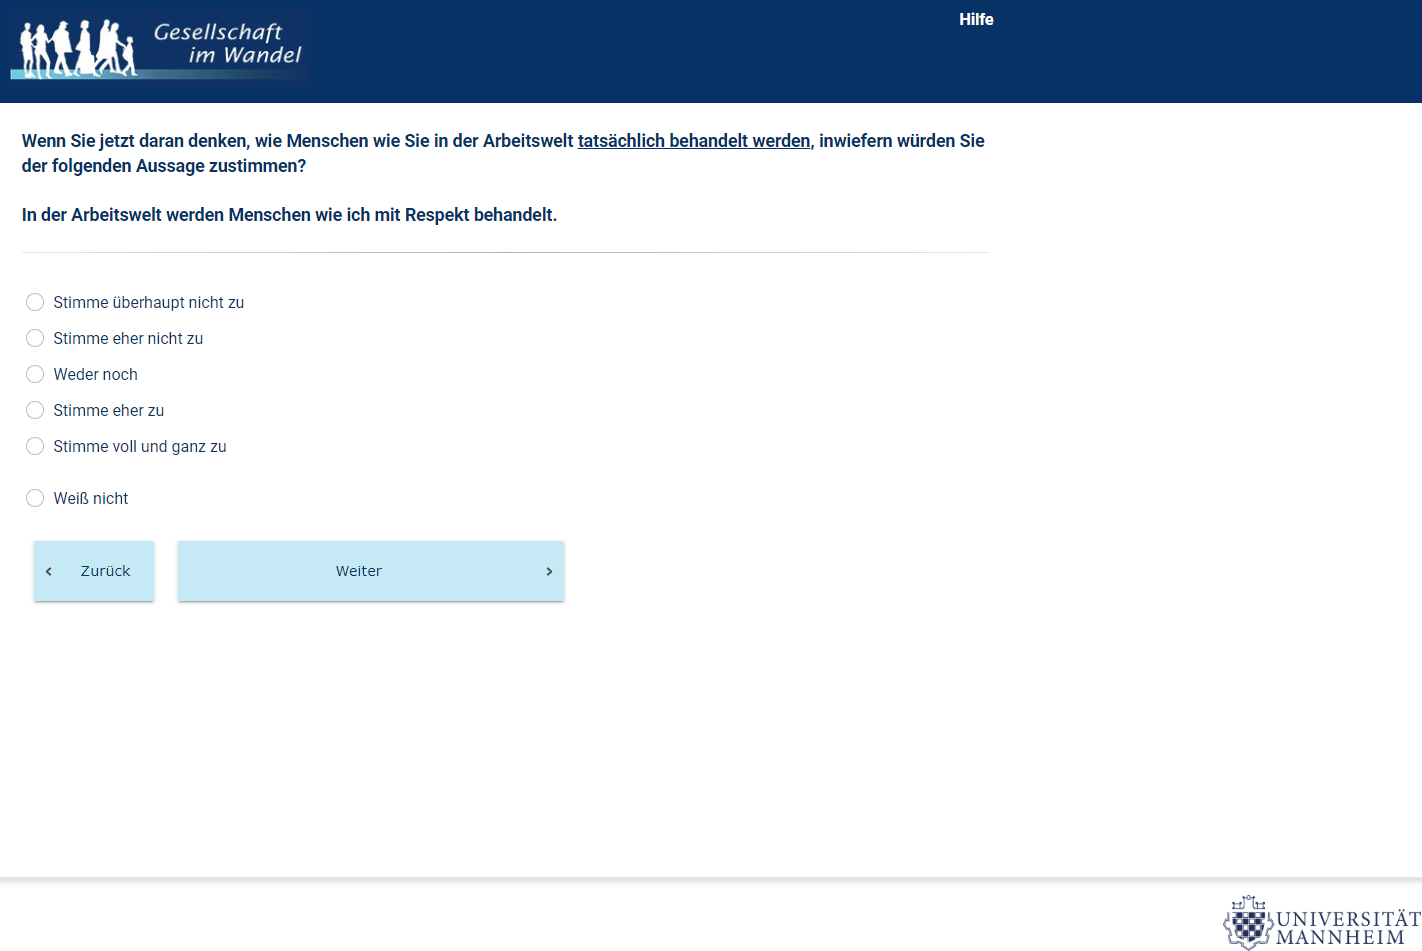 Gesellschaft
im Wandel
Hilfe
Wenn Sie jetzt daran denken, wie Menschen wie Sie in der Arbeitswelt tatsächlich behandelt werden, inwiefern würden Sie
der folgenden Aussage zustimmen?
In der Arbeitswelt werden Menschen wie ich mit Respekt behandelt.
Stimme überhaupt nicht zu
Stimme eher nicht zu
Weder noch
Stimme eher zu
Stimme voll und ganz zu
Weiß nicht
Zurück
Weiter
UNIVERSITÄT
MANNHEIM